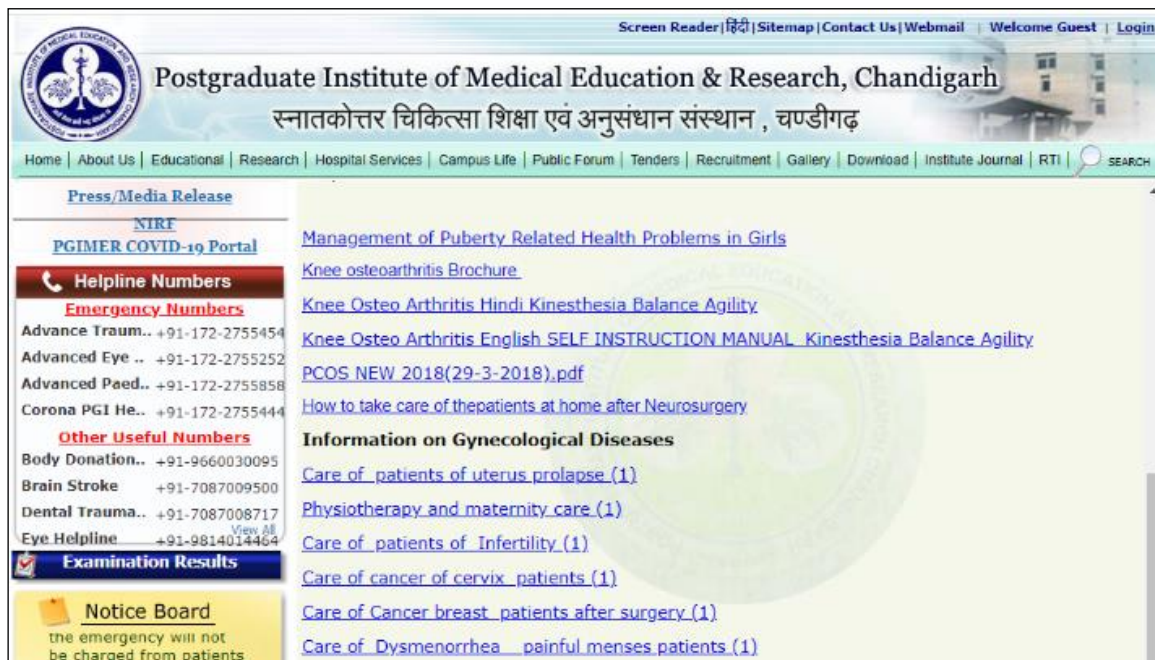 Screen Reader|हिंदी|Sitemap|Contact Us|Webmail | Welcome Guest | Login
Postgraduate Institute of Medical Education & Research, Chandigarh
स्नातकोत्तर चिकित्सा शिक्षा एवं अनुसंधान संस्थान , चण्डीगढ़
Home | About Us | Educational | Research | Hospital Services | Campus Life | Public Forum | Tenders | Recruitment | Gallery | Download | Institute Journal | RTI | SEARCH
Press/Media Release
NIRF
PGIMER COVID-19 Portal
Helpline Numbers
Emergency Numbers
Advance Traum.. +91-172-2755454
Advanced Eye .. +91-172-2755252
Advanced Paed.. +91-172-2755858
Corona PGI He.. +91-172-2755444
Other Useful Numbers
Body Donation.. +91-9660030095
Brain Stroke +91-7087009500
Dental Trauma.. +91-7087008717
View All
Eye Helpline +91-9814014464
Examination Results
Notice Board
the emergency will not
be charged from patients
Management of Puberty Related Health Problems in Girls
Knee osteoarthritis Brochure
Knee Osteo Arthritis Hindi Kinesthesia Balance Agility
Knee Osteo Arthritis English SELF INSTRUCTION MANUAL Kinesthesia Balance Agility
PCOS NEW 2018(29-3-2018).pdf
How to take care of thepatients at home after Neurosurgery
Information on Gynecological Diseases
Care of patients of uterus prolapse (1)
Physiotherapy and maternity care (1)
Care of patients of Infertility (1)
Care of cancer of cervix patients (1)
Care of Cancer breast patients after surgery (1)
Care of Dysmenorrhea painful menses patients (1)